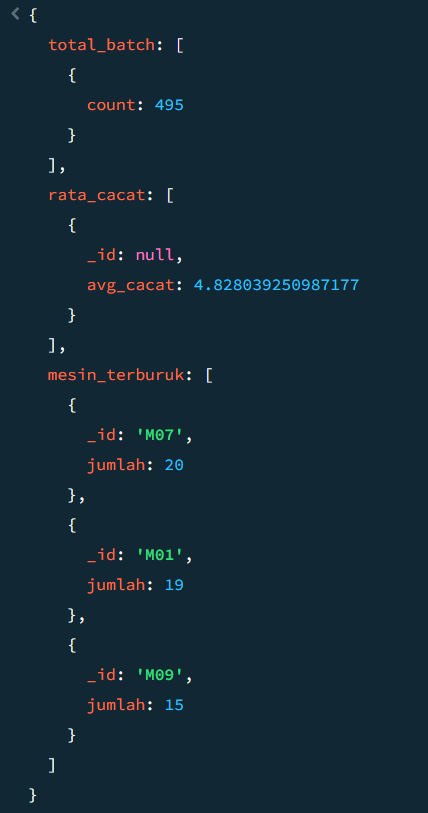 {
  total_batch: [
    {
      count: 495
    }
  ],
  rata_cacat: [
    {
      _id: null,
      avg_cacat: 4.828039250987177
    }
  ],
  mesin_terburuk: [
    {
      _id: 'M07',
      jumlah: 20
    },
    {
      _id: 'M01',
      jumlah: 19
    },
    {
      _id: 'M09',
      jumlah: 15
    }
  ]
}